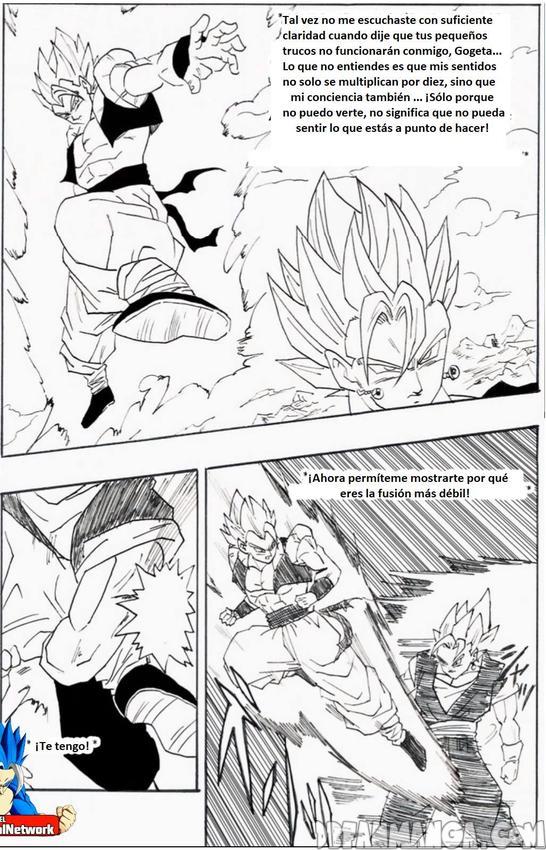 Tal vez no me escuchaste con suficiente
claridad cuando dije que tus pequeños
trucos no funcionarán conmigo, Gogeta...
Lo que no entiendes es que mis sentidos
no solo se multiplican por diez, sino que
mi conciencia también ... ¡Sólo porque
no puedo verte, no significa que no pueda
sentir lo que estás a punto de hacer!
¡Ahora permíteme mostrarte por qué
eres la fusión más débil!
¡Te tengo!
EL
alNetwork
DREAMMANGA.COM